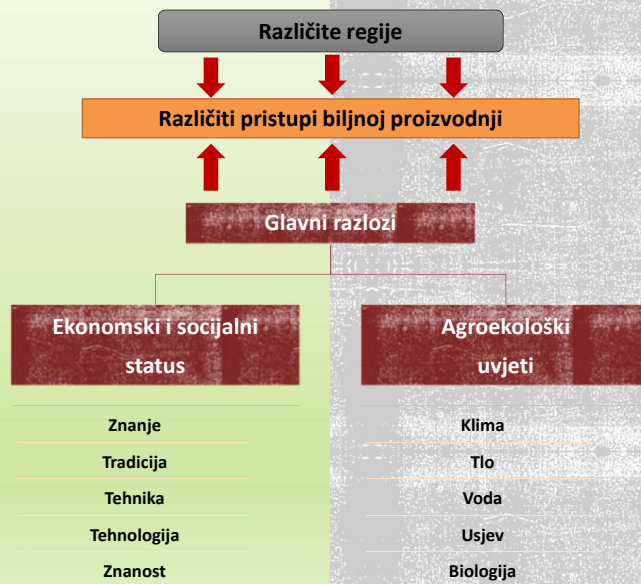 Različite regije
Različiti pristupi biljnoj proizvodnji
Glavni razlozi
Ekonomski i socijalni
status
Znanje
Tradicija
Tehnika
Tehnologija
Znanost
Agroekološki
uvjeti
Klima
Tlo
Voda
Usjev
Biologija